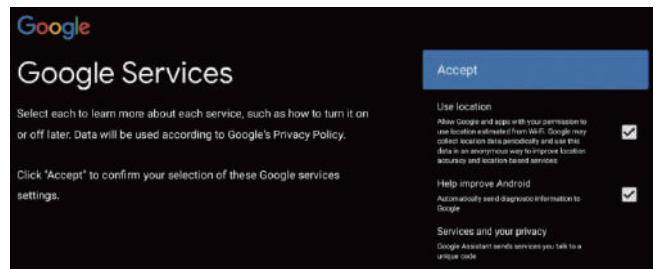 Google
Google Services
Select each to learn more about each service, such as how to turn it on
or off later. Data will be used according to Google's Privacy Policy.
Click "Accept" to confirm your selection of these Google services
settings.
Accept
Use location
Allow Google and apps with your permission to
use location estimated from Wi-Fi. Google may
collect location data periodically and use this
data in an anonymous way to improve location
accuracy and location-based services
Help improve Android
Automatically send diagnostic information to
Google
Services and your privacy
Google Assistant sends services you talk to a
unique code